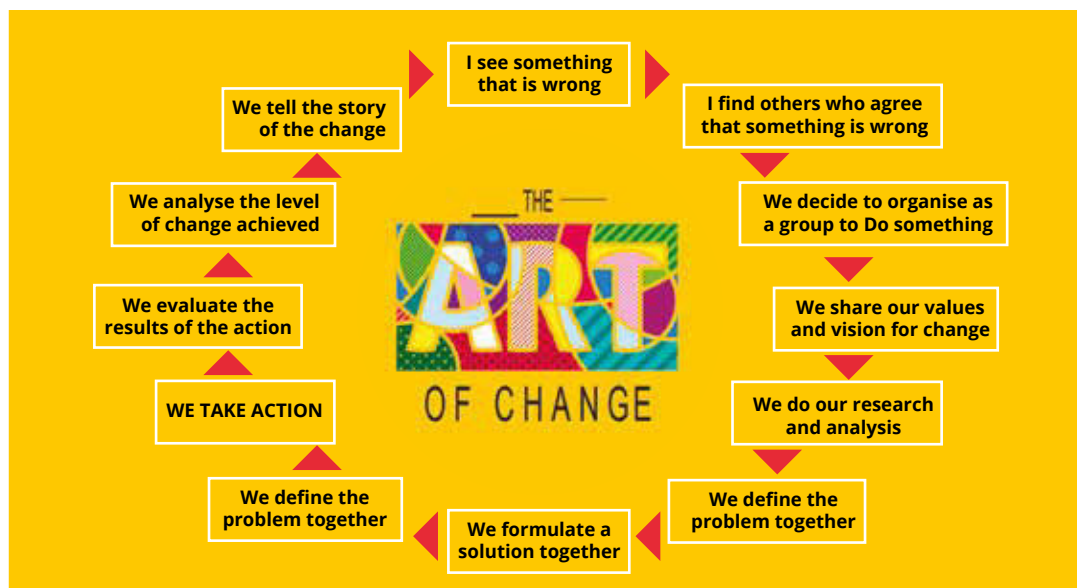 I see something
that is wrong
I find others who agree
that something is wrong
We decide to organise as
a group to Do something
We share our values
and vision for change
We do our research
and analysis
We define the
problem together
We formulate a
solution together
We define the
problem together
WE TAKE ACTION
We evaluate the
results of the action
We analyse the level
of change achieved
We tell the story
of the change
THE
ART
OF CHANGE